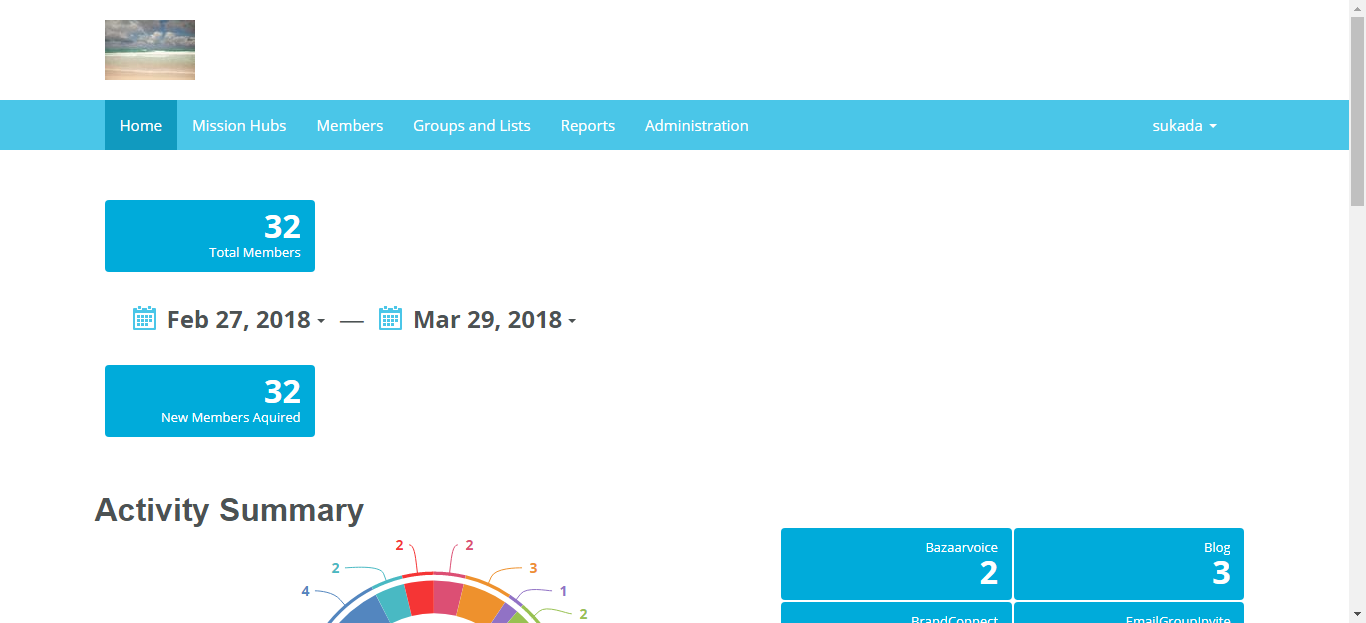 Home Mission Hubs Members Groups and Lists Reports Administration sukada
32
Total Members
Feb 27, 2018 — Mar 29, 2018
32
New Members Aquired
Activity Summary
2 2
2 3
4 1
2
Bazaarvoice
2
Blog
3
BrandConnect
EmailGroupInvite